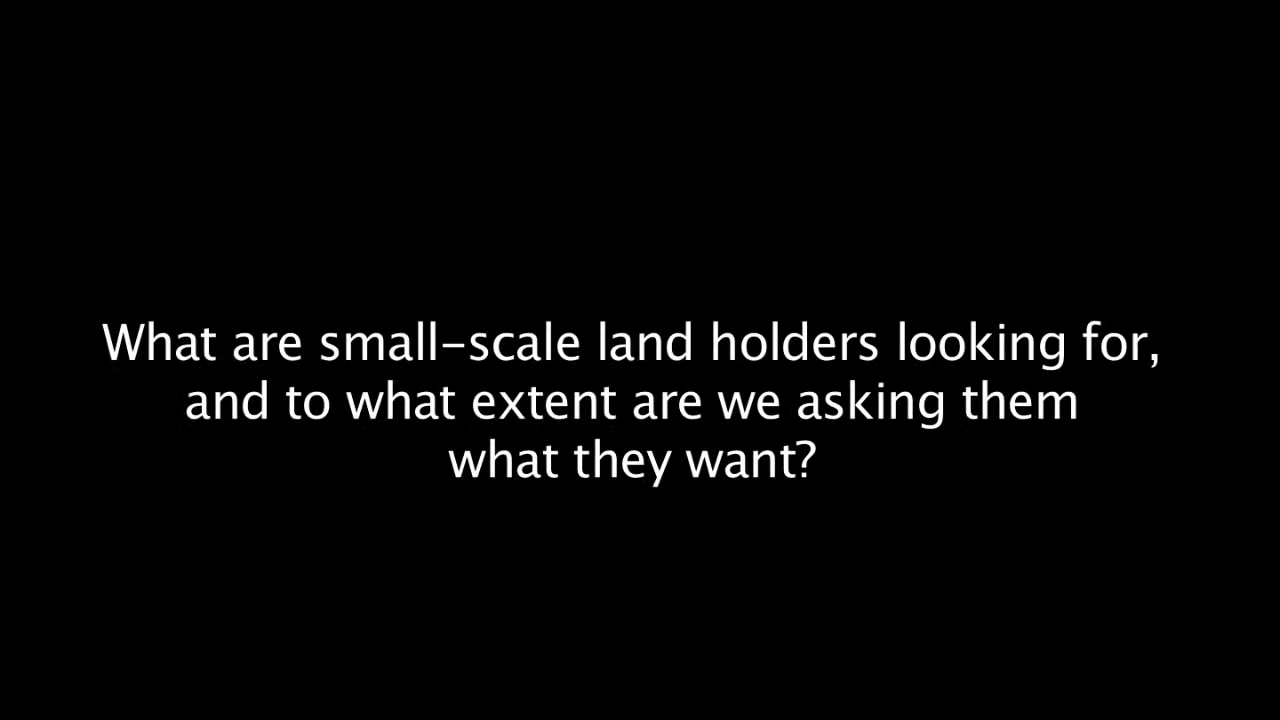 What are small-scale land holders looking for,
and to what extent are we asking them
what they want?